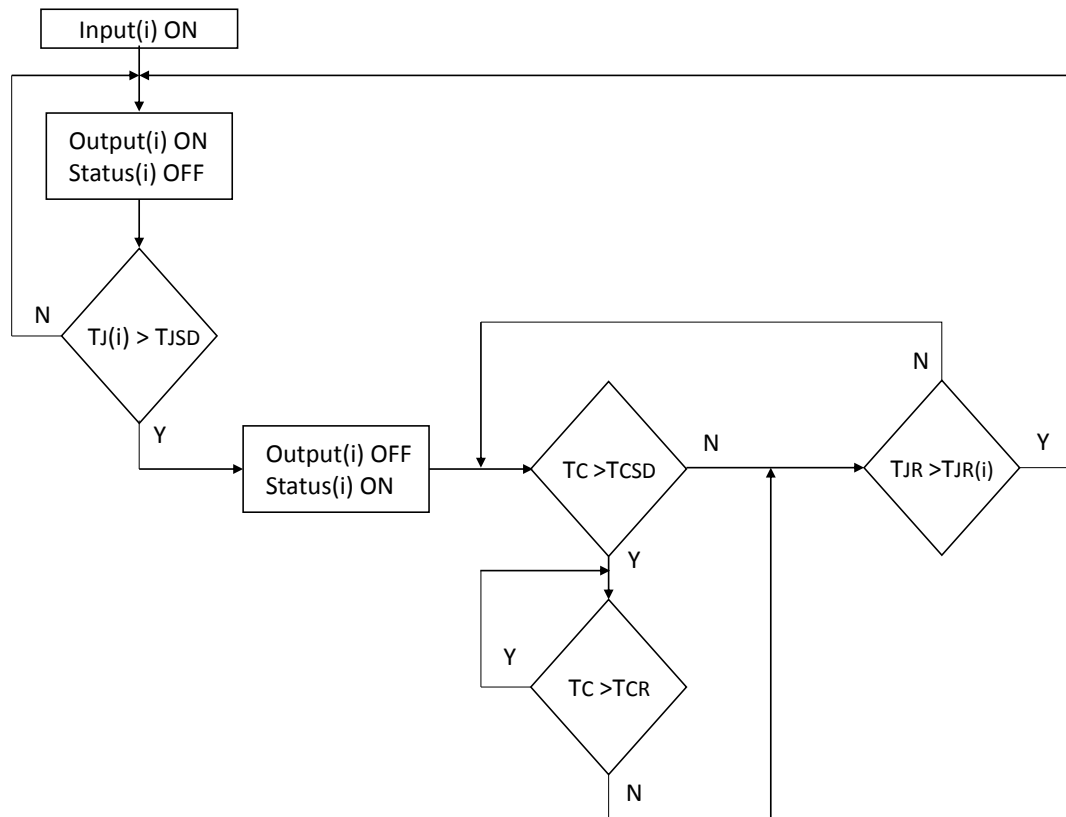 Input(i) ON
Output(i) ON
Status(i) OFF
N
TJ(i) > TJSD
Y
Output(i) OFF
Status(i) ON
TC >TCSD
N
N
TJR >TJR(i)
Y
Y
Y
TC >TCR
N